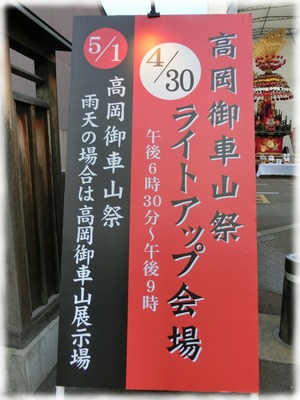 高岡御車山祭
ライトアップ会場
4/30
午後6時30分～午後9時
5/1
高岡御車山祭
雨天の場合は高岡御車山展示場